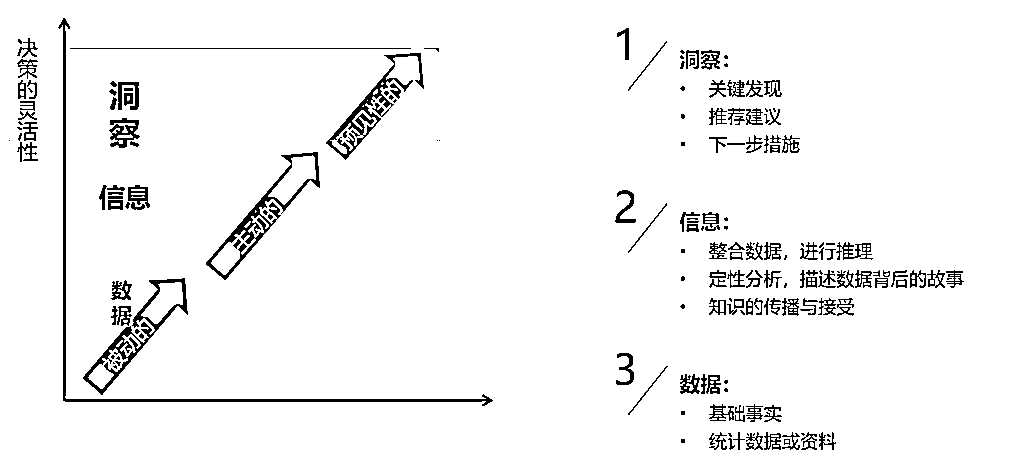 决策的灵活性
洞察
信息
数据
被动的
主动的
预见性的
1
洞察：
• 关键发现
• 推荐建议
• 下一步措施
2
信息：
• 整合数据，进行推理
• 定性分析，描述数据背后的故事
• 知识的传播与接受
3
数据：
• 基础事实
• 统计数据或资料